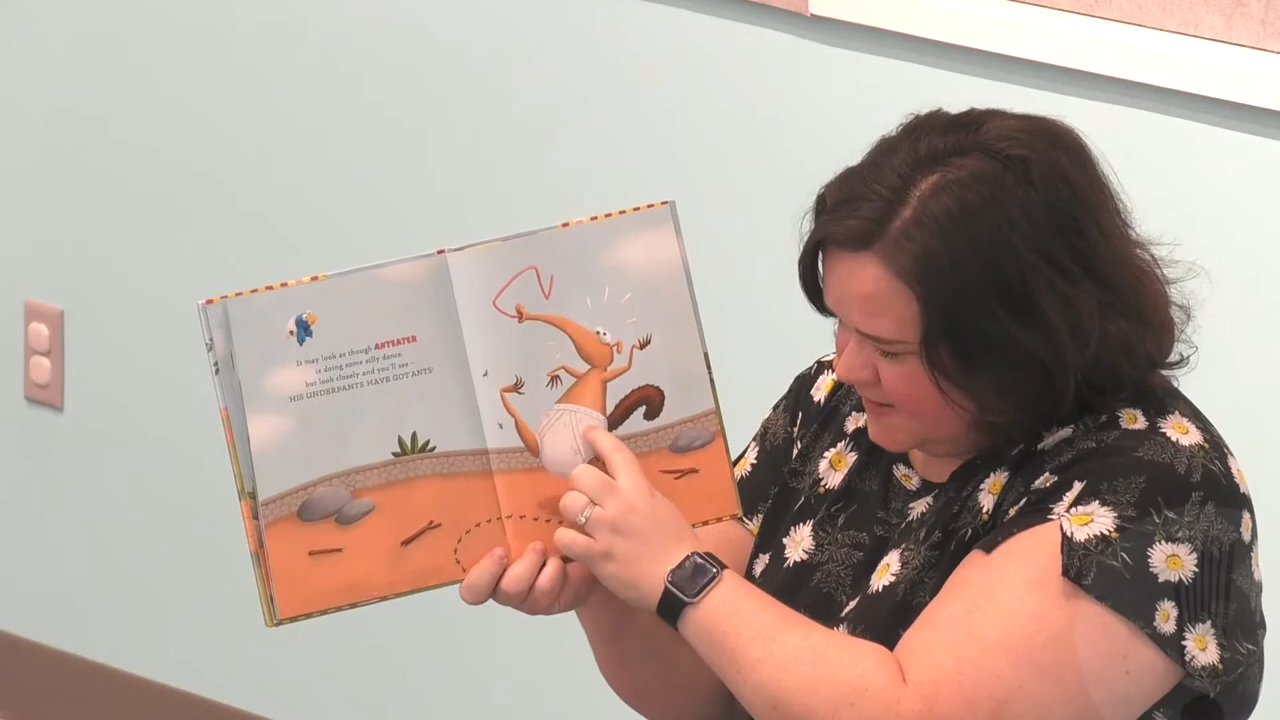 It may look as though ANTEATER
is doing some silly dance,
but look closely and you'll see –
HIS UNDERPANTS HAVE GOT ANTS!